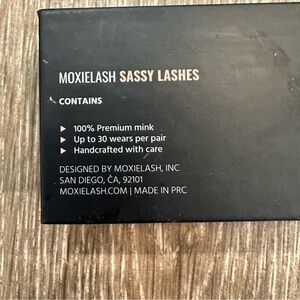 MOXIELASH SASSY LASHES
CONTAINS
100% Premium mink
Up to 30 wears per pair
Handcrafted with care
DESIGNED BY MOXIELASH, INC
SAN DIEGO, CA, 92101
MOXIELASH.COM | MADE IN PRC